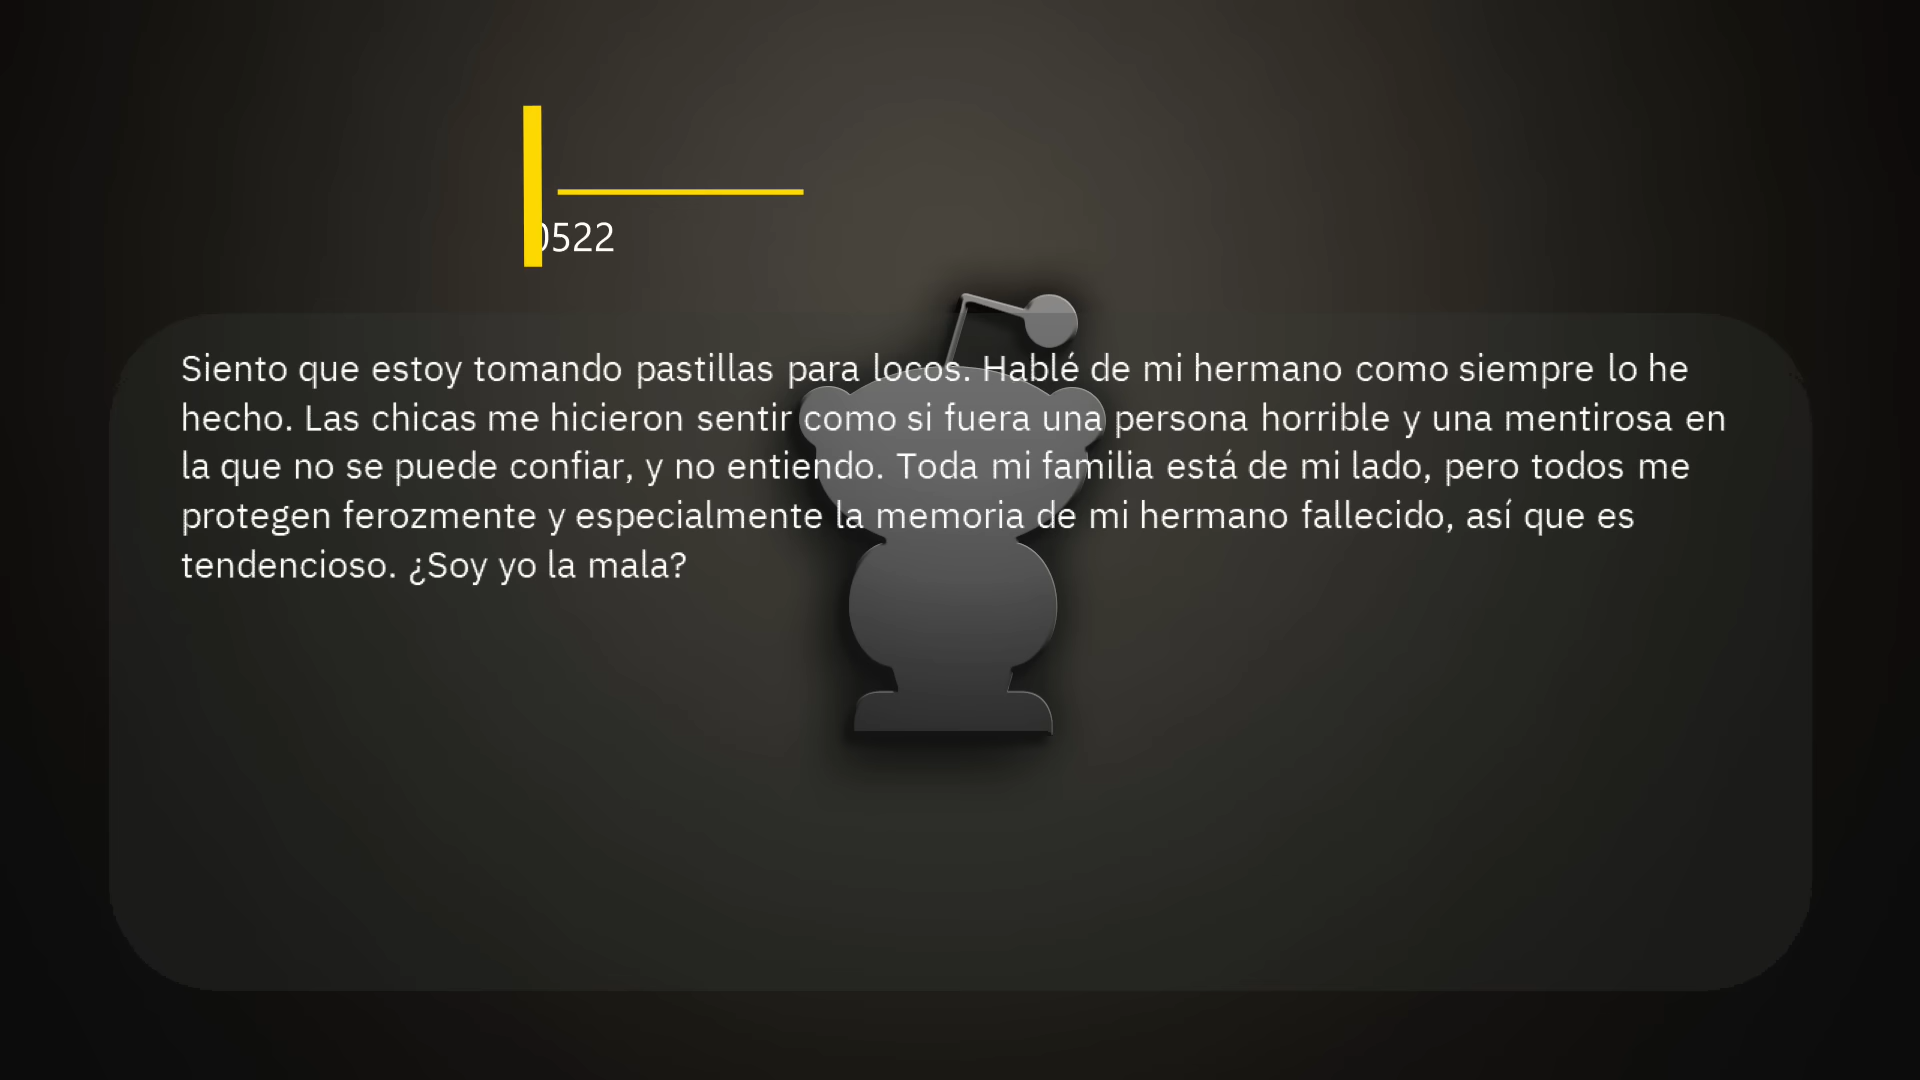 0522
Siento que estoy tomando pastillas para locos. Hablé de mi hermano como siempre lo he
hecho. Las chicas me hicieron sentir como si fuera una persona horrible y una mentirosa en
la que no se puede confiar, y no entiendo. Toda mi familia está de mi lado, pero todos me
protegen ferozmente y especialmente la memoria de mi hermano fallecido, así que es
tendencioso. ¿Soy yo la mala?